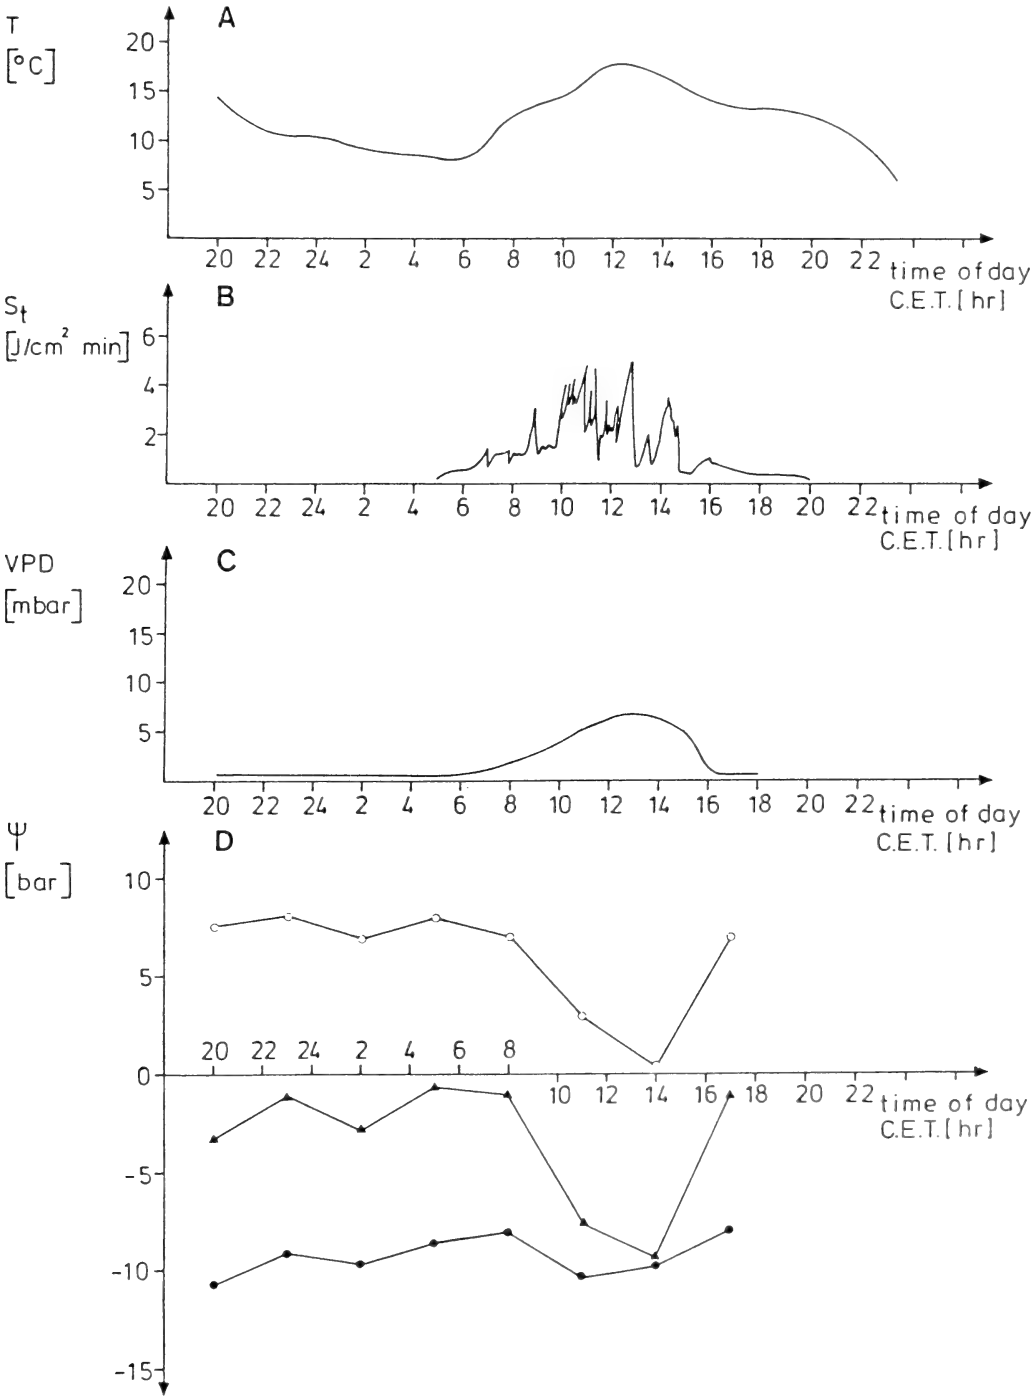 T
[°C]
A
20
15
10
5
20 22 24 2 4 6 8 10 12 14 16 18 20 22 time of day
C.E.T. [hr]
St
[J/cm² min]
B
6
4
2
20 22 24 2 4 6 8 10 12 14 16 18 20 22 time of day
C.E.T. [hr]
VPD
[mbar]
C
20
15
10
5
20 22 24 2 4 6 8 10 12 14 16 18 20 22 time of day
C.E.T. [hr]
Ψ
[bar]
D
10
5
20 22 24 2 4 6 8
0
10 12 14 16 18 20 22 time of day
C.E.T. [hr]
-5
-10
-15